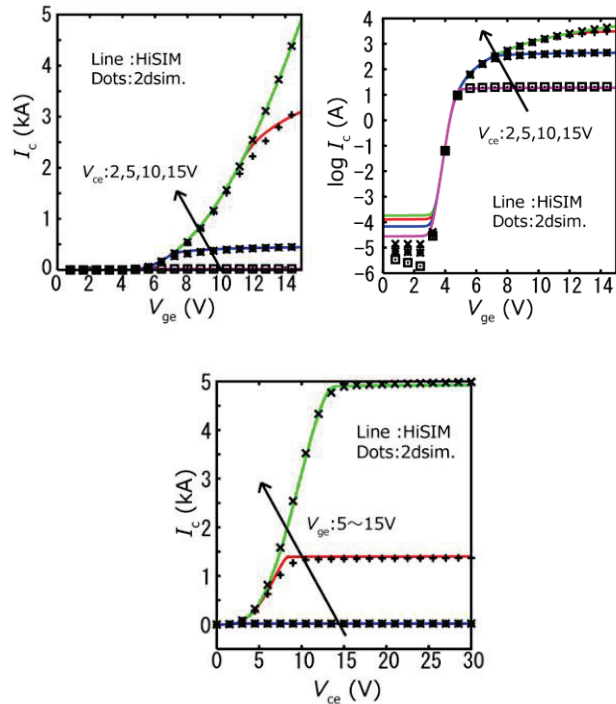 5
4
3
2
1
0
I_c (kA)
Line :HiSIM
Dots:2dsim.
V_ce:2,5,10,15V
0 2 4 6 8 10 12 14
V_ge (V)
5
4
3
2
1
0
−1
−2
−3
−4
−5
−6
log I_c (A)
V_ce:2,5,10,15V
Line :HiSIM
Dots:2dsim.
0 2 4 6 8 10 12 14
V_ge (V)
5
4
3
2
1
0
I_c (kA)
Line :HiSIM
Dots:2dsim.
V_ge:5～15V
0 5 10 15 20 25 30
V_ce (V)